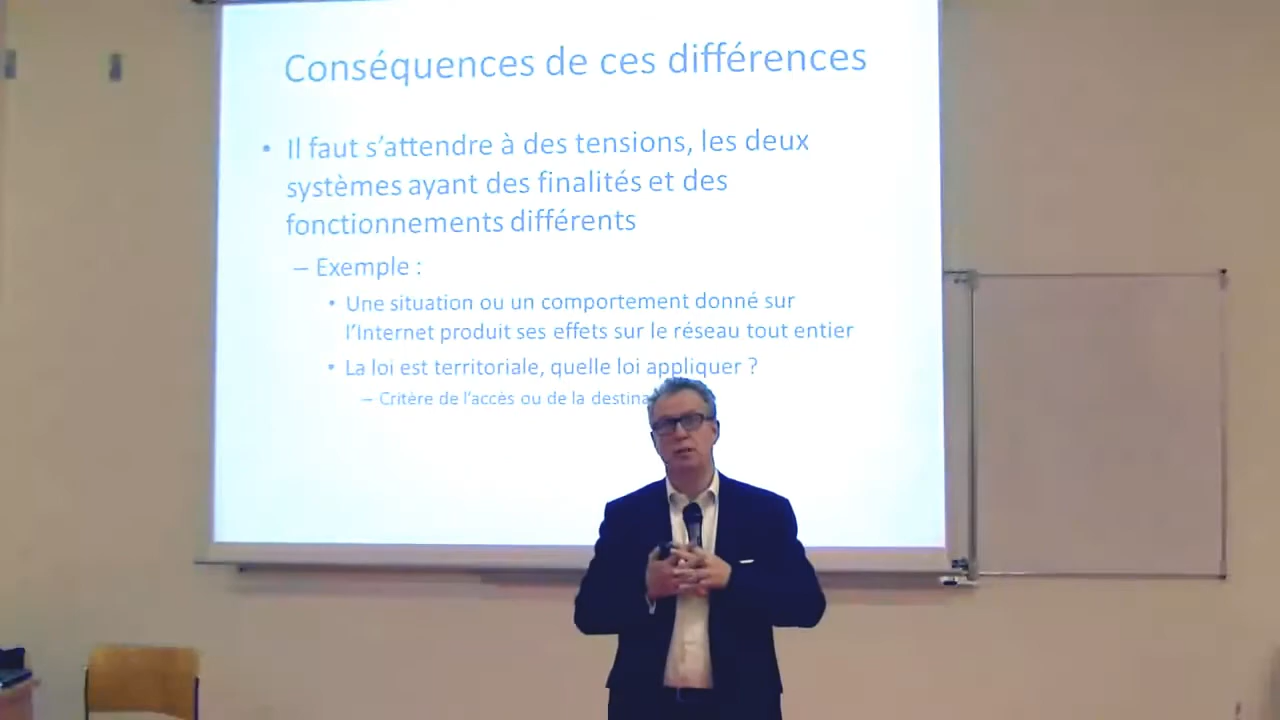 Conséquences de ces différences
• Il faut s'attendre à des tensions, les deux
systèmes ayant des finalités et des
fonctionnements différents
– Exemple :
• Une situation ou un comportement donné sur
l'Internet produit ses effets sur le réseau tout entier
• La loi est territoriale, quelle loi appliquer ?
– Critère de l'accès ou de la